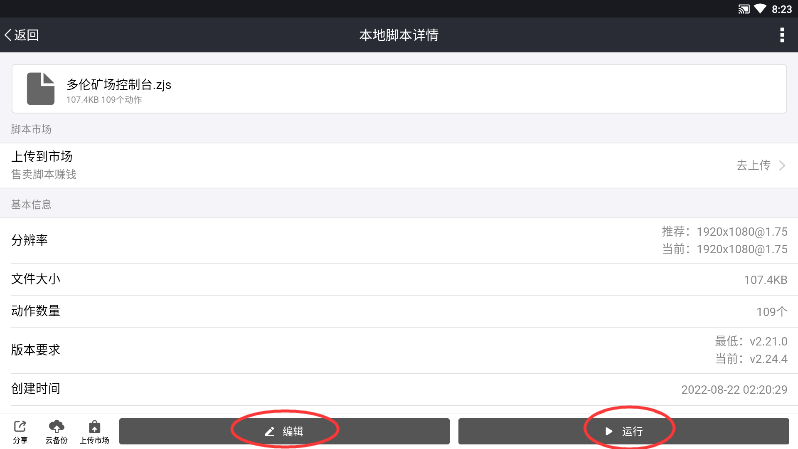 8:23
返回
本地脚本详情
多伦矿场控制台.zjs
107.4KB 109个动作
脚本市场
上传到市场
售卖脚本赚钱
去上传
基本信息
分辨率
推荐：1920x1080@1.75
当前：1920x1080@1.75
文件大小
107.4KB
动作数量
109个
版本要求
最低：v2.21.0
当前：v2.24.4
创建时间
2022-08-22 02:20:29
分享
云备份
上传市场
编辑
运行